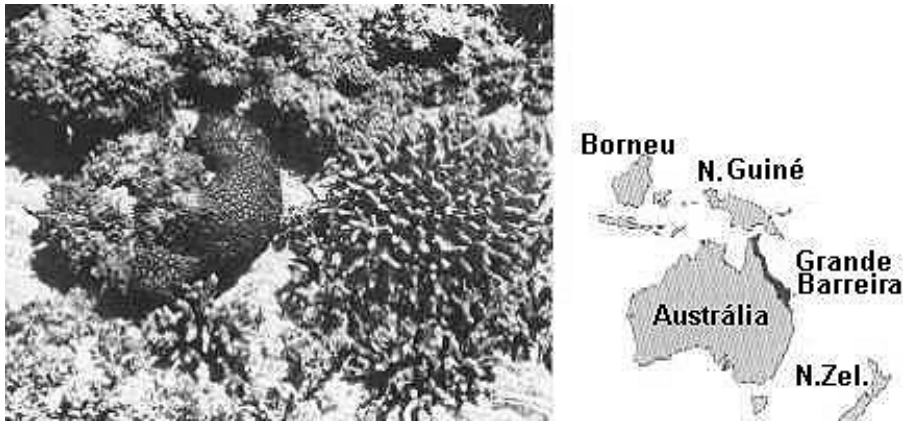 Borneu
N. Guiné
Grande
Barreira
Austrália
N.Zel.